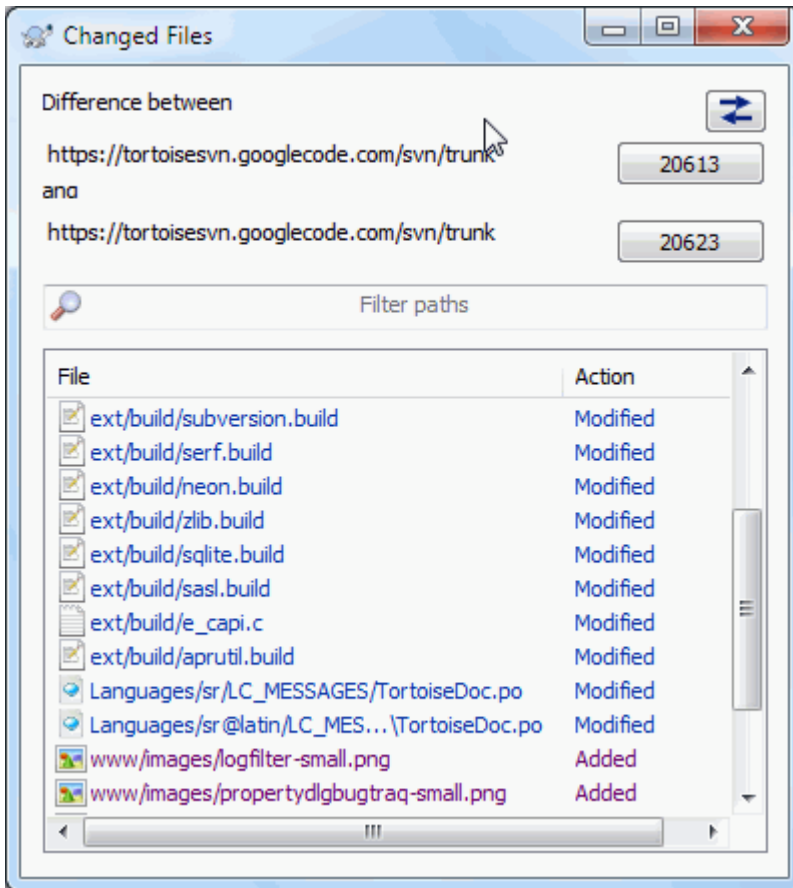 Changed Files
Difference between
https://tortoisesvn.googlecode.com/svn/trunk 20613
and
https://tortoisesvn.googlecode.com/svn/trunk 20623
Filter paths
File Action
ext/build/subversion.build Modified
ext/build/serf.build Modified
ext/build/neon.build Modified
ext/build/zlib.build Modified
ext/build/sqlite.build Modified
ext/build/sasl.build Modified
ext/build/e_capi.c Modified
ext/build/aprutil.build Modified
Languages/sr/LC_MESSAGES/TortoiseDoc.po Modified
Languages/sr@latin/LC_MES...\TortoiseDoc.po Modified
www/images/logfilter-small.png Added
www/images/propertydlgbugtraq-small.png Added